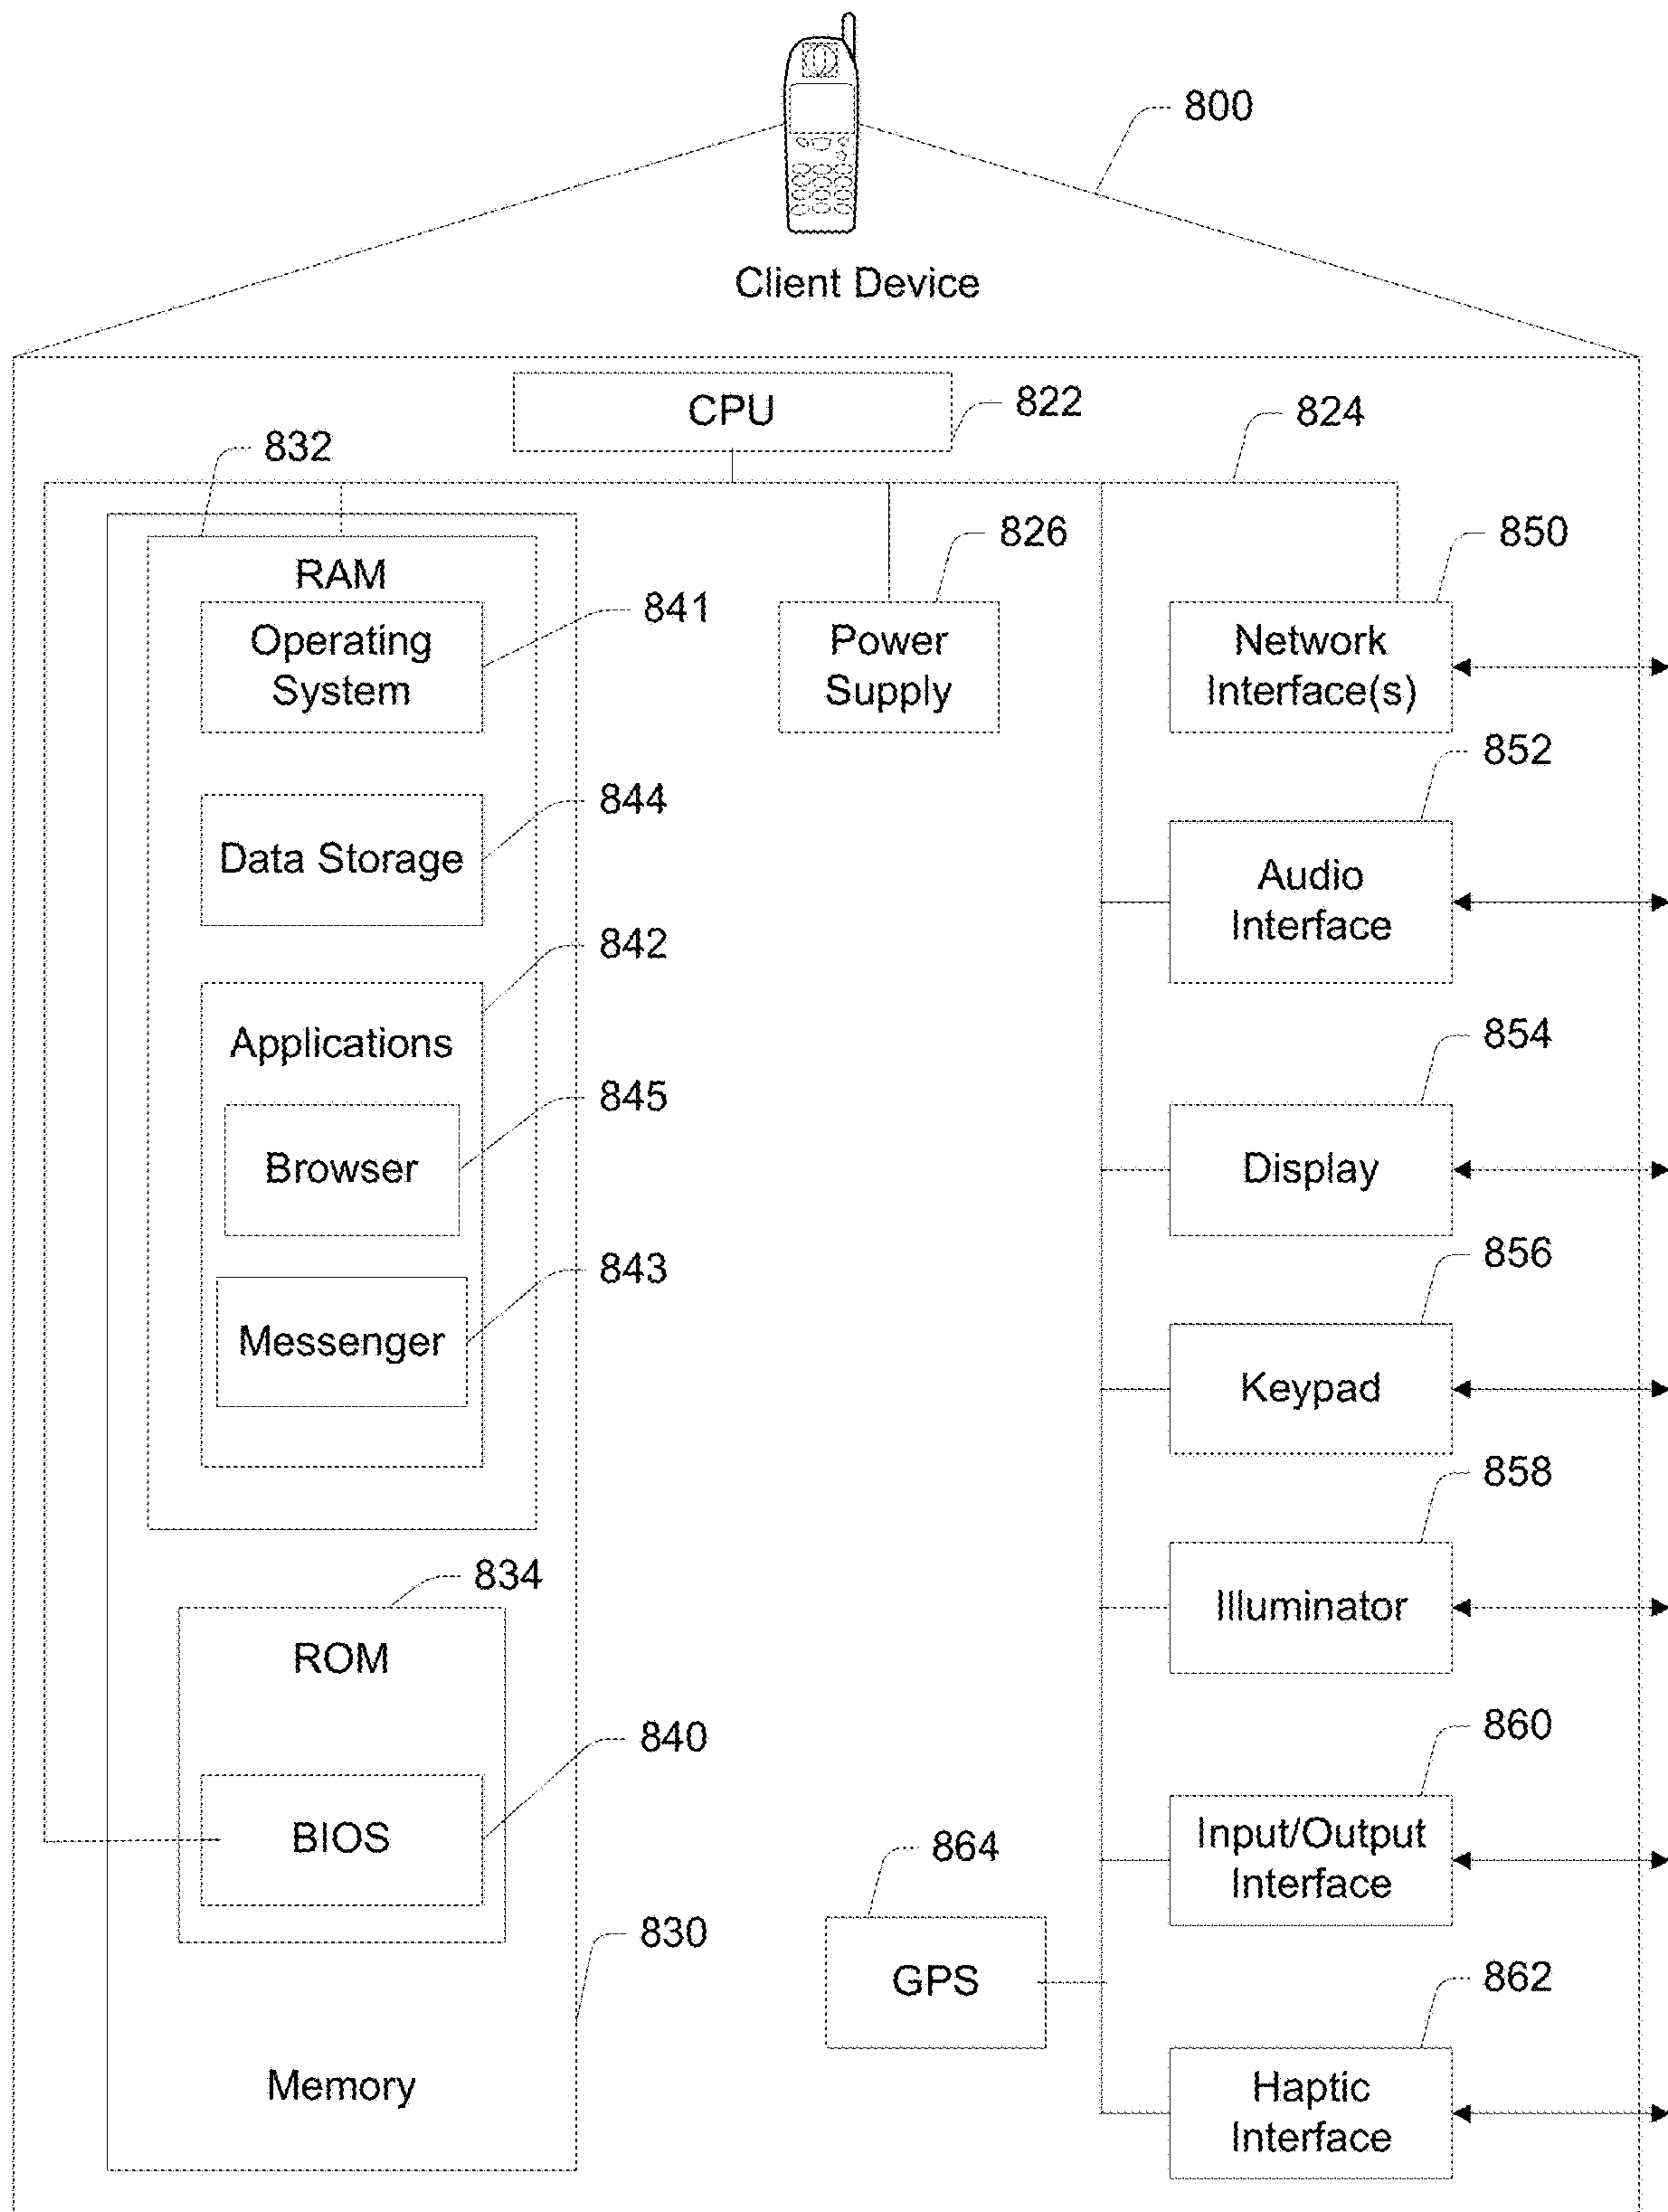 800
Client Device
CPU
822
824
832
RAM
826
850
Operating
System
841
Power
Supply
Network
Interface(s)
852
844
Data Storage
Audio
Interface
842
Applications
854
845
Browser
Display
856
843
Messenger
Keypad
858
834
ROM
Illuminator
860
840
BIOS
Input/Output
Interface
864
830
GPS
862
Memory
Haptic
Interface